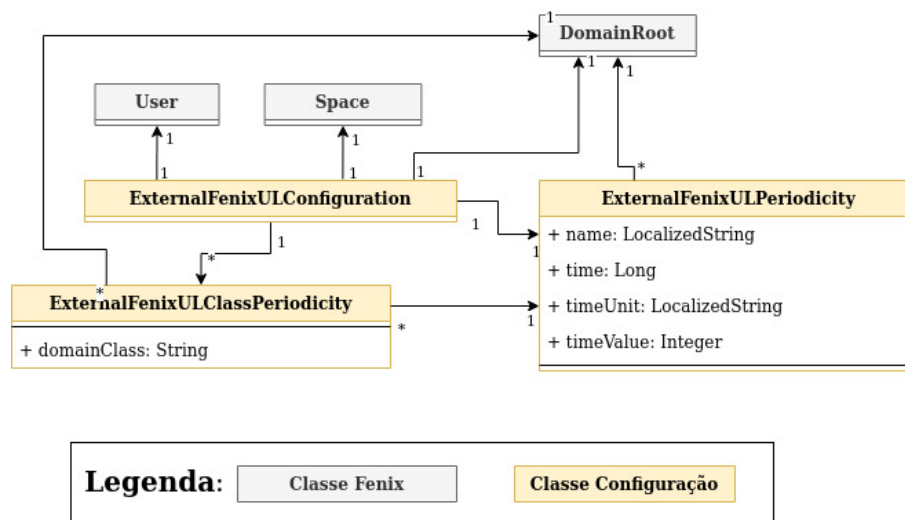 1
DomainRoot
1
1
User
Space
1
1
1
1
1
*
ExternalFenixULConfiguration
ExternalFenixULPeriodicity
1
1
+ name: LocalizedString
1
*
+ time: Long
ExternalFenixULClassPeriodicity
*
+ timeUnit: LocalizedString
1
*
+ domainClass: String
+ timeValue: Integer
Legenda:
Classe Fenix
Classe Configuração